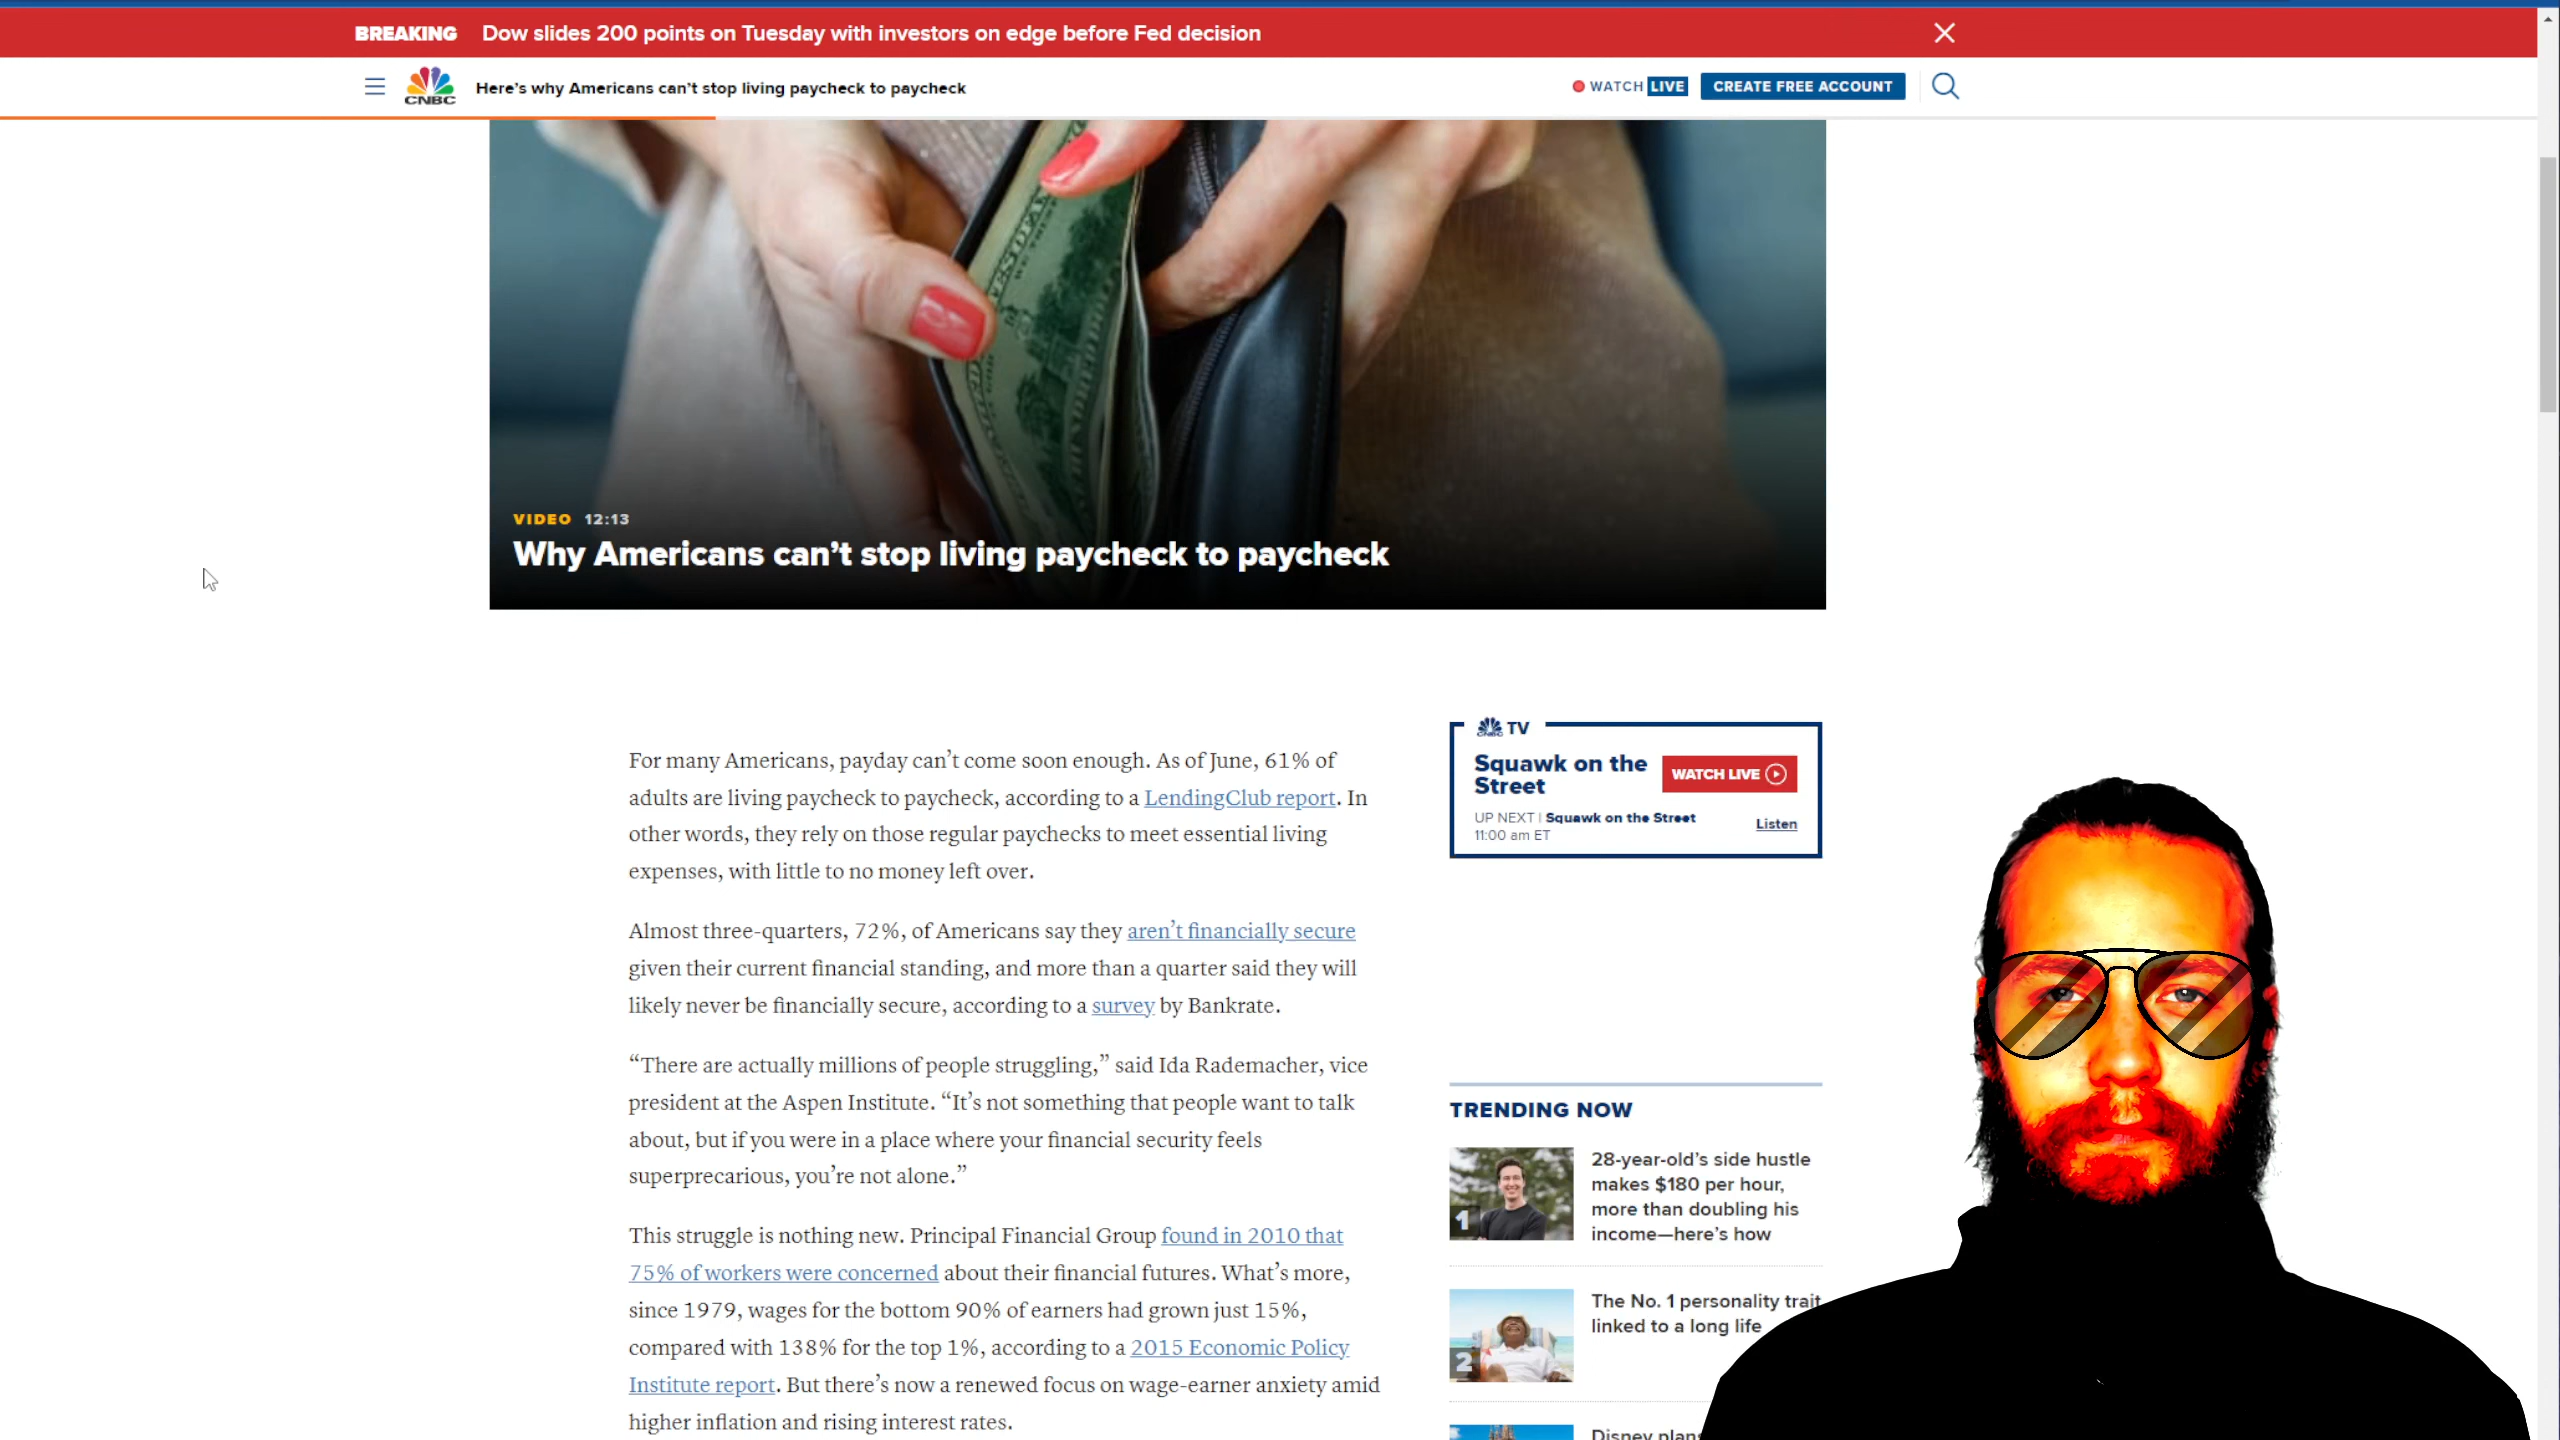 BREAKING Dow slides 200 points on Tuesday with investors on edge before Fed decision
CNBC
Here's why Americans can't stop living paycheck to paycheck
WATCH LIVE
CREATE FREE ACCOUNT
VIDEO 12:13
Why Americans can't stop living paycheck to paycheck
For many Americans, payday can't come soon enough. As of June, 61% of
adults are living paycheck to paycheck, according to a LendingClub report. In
other words, they rely on those regular paychecks to meet essential living
expenses, with little to no money left over.
Almost three-quarters, 72%, of Americans say they aren't financially secure
given their current financial standing, and more than a quarter said they will
likely never be financially secure, according to a survey by Bankrate.
“There are actually millions of people struggling,” said Ida Rademacher, vice
president at the Aspen Institute. “It's not something that people want to talk
about, but if you were in a place where your financial security feels
superprecarious, you're not alone.”
This struggle is nothing new. Principal Financial Group found in 2010 that
75% of workers were concerned about their financial futures. What's more,
since 1979, wages for the bottom 90% of earners had grown just 15%,
compared with 138% for the top 1%, according to a 2015 Economic Policy
Institute report. But there's now a renewed focus on wage-earner anxiety amid
higher inflation and rising interest rates.
CNBC TV
Squawk on the
Street
WATCH LIVE
UP NEXT | Squawk on the Street
11:00 am ET
Listen
TRENDING NOW
1
28-year-old's side hustle
makes $180 per hour,
more than doubling his
income—here's how
2
The No. 1 personality trait
linked to a long life
Disney plans